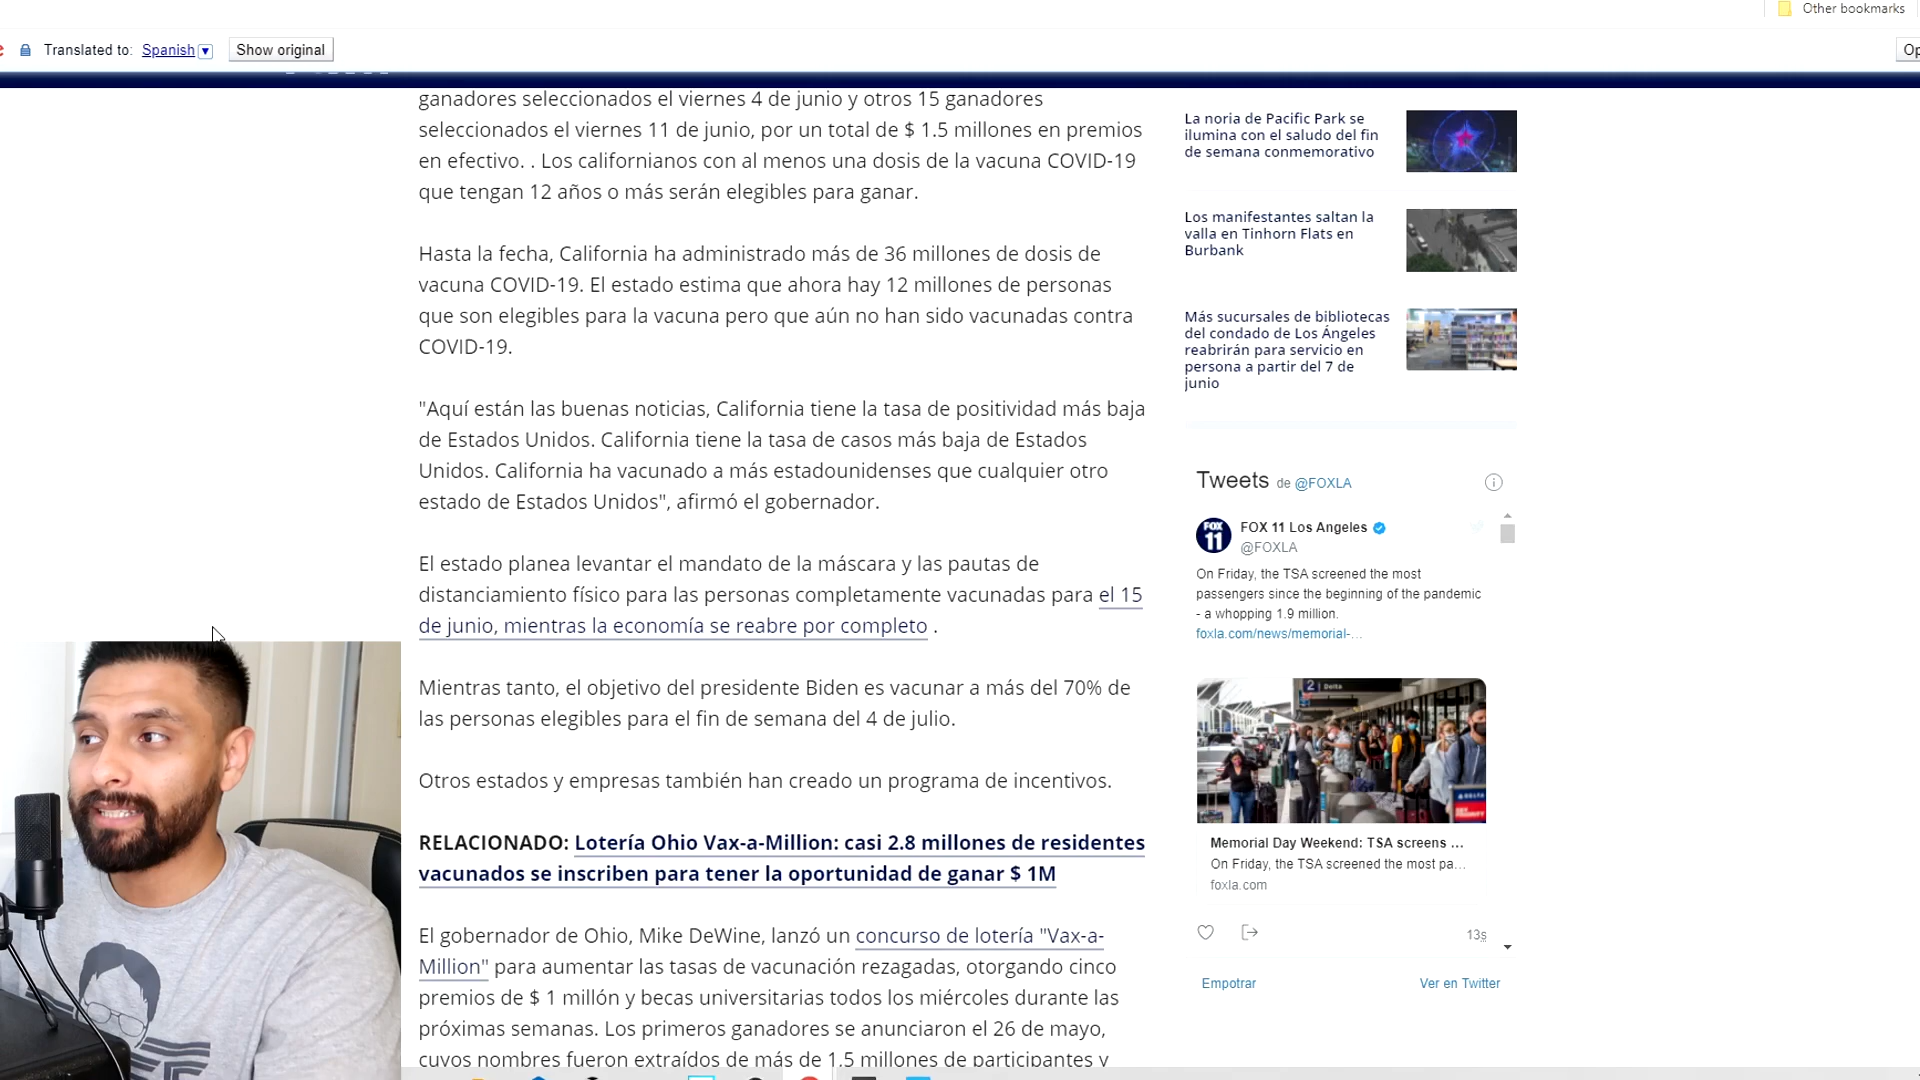 Other bookmarks
Translated to: Spanish
Show original
ganadores seleccionados el viernes 4 de junio y otros 15 ganadores
seleccionados el viernes 11 de junio, por un total de $ 1.5 millones en premios
en efectivo. . Los californianos con al menos una dosis de la vacuna COVID-19
que tengan 12 años o más serán elegibles para ganar.
Hasta la fecha, California ha administrado más de 36 millones de dosis de
vacuna COVID-19. El estado estima que ahora hay 12 millones de personas
que son elegibles para la vacuna pero que aún no han sido vacunadas contra
COVID-19.
"Aquí están las buenas noticias, California tiene la tasa de positividad más baja
de Estados Unidos. California tiene la tasa de casos más baja de Estados
Unidos. California ha vacunado a más estadounidenses que cualquier otro
estado de Estados Unidos", afirmó el gobernador.
El estado planea levantar el mandato de la máscara y las pautas de
distanciamiento físico para las personas completamente vacunadas para el 15
de junio, mientras la economía se reabre por completo .
Mientras tanto, el objetivo del presidente Biden es vacunar a más del 70% de
las personas elegibles para el fin de semana del 4 de julio.
Otros estados y empresas también han creado un programa de incentivos.
RELACIONADO: Lotería Ohio Vax-a-Million: casi 2.8 millones de residentes
vacunados se inscriben para tener la oportunidad de ganar $ 1M
El gobernador de Ohio, Mike DeWine, lanzó un concurso de lotería "Vax-a-
Million" para aumentar las tasas de vacunación rezagadas, otorgando cinco
premios de $ 1 millón y becas universitarias todos los miércoles durante las
próximas semanas. Los primeros ganadores se anunciaron el 26 de mayo,
cuyos nombres fueron extraídos de más de 1.5 millones de participantes y
La noria de Pacific Park se
ilumina con el saludo del fin
de semana conmemorativo
Los manifestantes saltan la
valla en Tinhorn Flats en
Burbank
Más sucursales de bibliotecas
del condado de Los Ángeles
reabrirán para servicio en
persona a partir del 7 de
junio
Tweets de @FOXLA
FOX 11
FOX 11 Los Angeles
@FOXLA
On Friday, the TSA screened the most
passengers since the beginning of the pandemic
- a whopping 1.9 million.
foxla.com/news/memorial-…
2 Delta
Memorial Day Weekend: TSA screens ...
On Friday, the TSA screened the most pa…
foxla.com
13s
Empotrar
Ver en Twitter